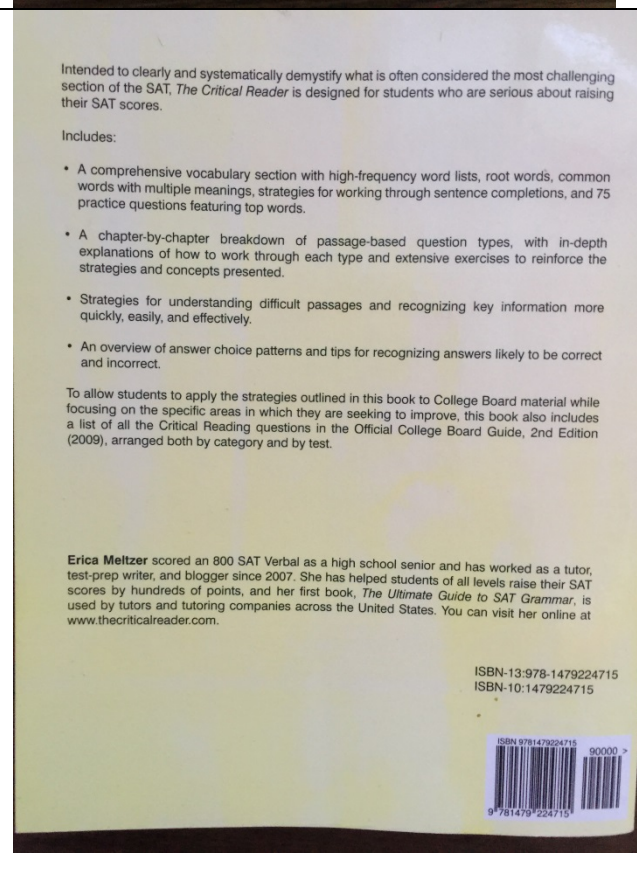 Intended to clearly and systematically demystify what is often considered the most challenging
section of the SAT, The Critical Reader is designed for students who are serious about raising
their SAT scores.
Includes:
• A comprehensive vocabulary section with high-frequency word lists, root words, common
words with multiple meanings, strategies for working through sentence completions, and 75
practice questions featuring top words.
• A chapter-by-chapter breakdown of passage-based question types, with in-depth
explanations of how to work through each type and extensive exercises to reinforce the
strategies and concepts presented.
• Strategies for understanding difficult passages and recognizing key information more
quickly, easily, and effectively.
• An overview of answer choice patterns and tips for recognizing answers likely to be correct
and incorrect.
To allow students to apply the strategies outlined in this book to College Board material while
focusing on the specific areas in which they are seeking to improve, this book also includes
a list of all the Critical Reading questions in the Official College Board Guide, 2nd Edition
(2009), arranged both by category and by test.
Erica Meltzer scored an 800 SAT Verbal as a high school senior and has worked as a tutor,
test-prep writer, and blogger since 2007. She has helped students of all levels raise their SAT
scores by hundreds of points, and her first book, The Ultimate Guide to SAT Grammar, is
used by tutors and tutoring companies across the United States. You can visit her online at
www.thecriticalreader.com.
ISBN-13:978-1479224715
ISBN-10:1479224715
ISBN 9781479224715
90000 >
9 781479 224715